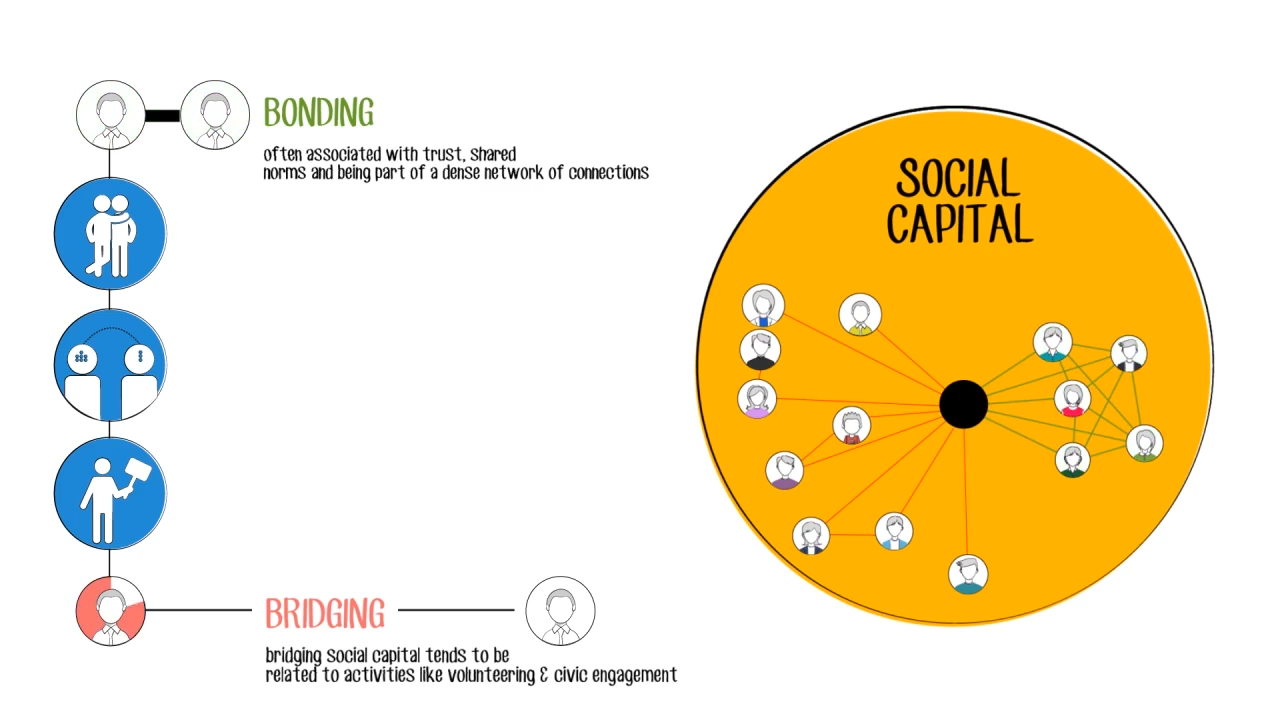 BONDING
often associated with trust, shared
norms and being part of a dense network of connections
SOCIAL
CAPITAL
BRIDGING
bridging social capital tends to be
related to activities like volunteering & civic engagement